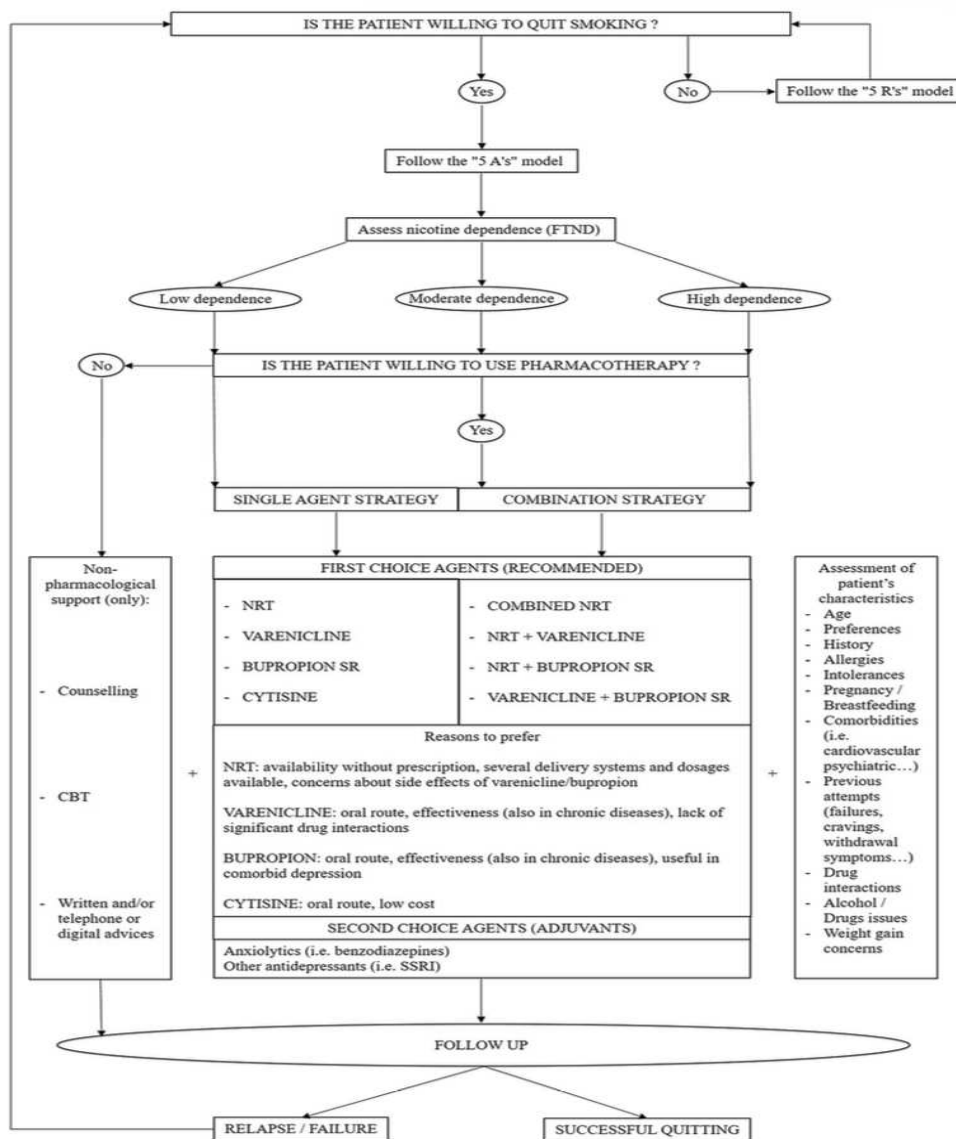 IS THE PATIENT WILLING TO QUIT SMOKING ?
Yes
No
Follow the "5 R's" model
Follow the "5 A's" model
Assess nicotine dependence (FTND)
Low dependence
Moderate dependence
High dependence
No
IS THE PATIENT WILLING TO USE PHARMACOTHERAPY ?
Yes
SINGLE AGENT STRATEGY
COMBINATION STRATEGY
Non-
pharmacological
support (only):
- Counselling
- CBT
- Written and/or
telephone or
digital advices
+
FIRST CHOICE AGENTS (RECOMMENDED)
- NRT
- VARENICLINE
- BUPROPION SR
- CYTISINE
- COMBINED NRT
- NRT + VARENICLINE
- NRT + BUPROPION SR
- VARENICLINE + BUPROPION SR
Reasons to prefer
NRT: availability without prescription, several delivery systems and dosages
available, concerns about side effects of varenicline/bupropion
VARENICLINE: oral route, effectiveness (also in chronic diseases), lack of
significant drug interactions
BUPROPION: oral route, effectiveness (also in chronic diseases), useful in
comorbid depression
CYTISINE: oral route, low cost
SECOND CHOICE AGENTS (ADJUVANTS)
Anxiolytics (i.e. benzodiazepines)
Other antidepressants (i.e. SSRI)
+
Assessment of
patient's
characteristics
- Age
- Preferences
- History
- Allergies
- Intolerances
- Pregnancy /
Breastfeeding
- Comorbidities
(i.e.
cardiovascular
psychiatric…)
- Previous
attempts
(failures,
cravings,
withdrawal
symptoms…)
- Drug
interactions
- Alcohol /
Drugs issues
- Weight gain
concerns
FOLLOW UP
RELAPSE / FAILURE
SUCCESSFUL QUITTING